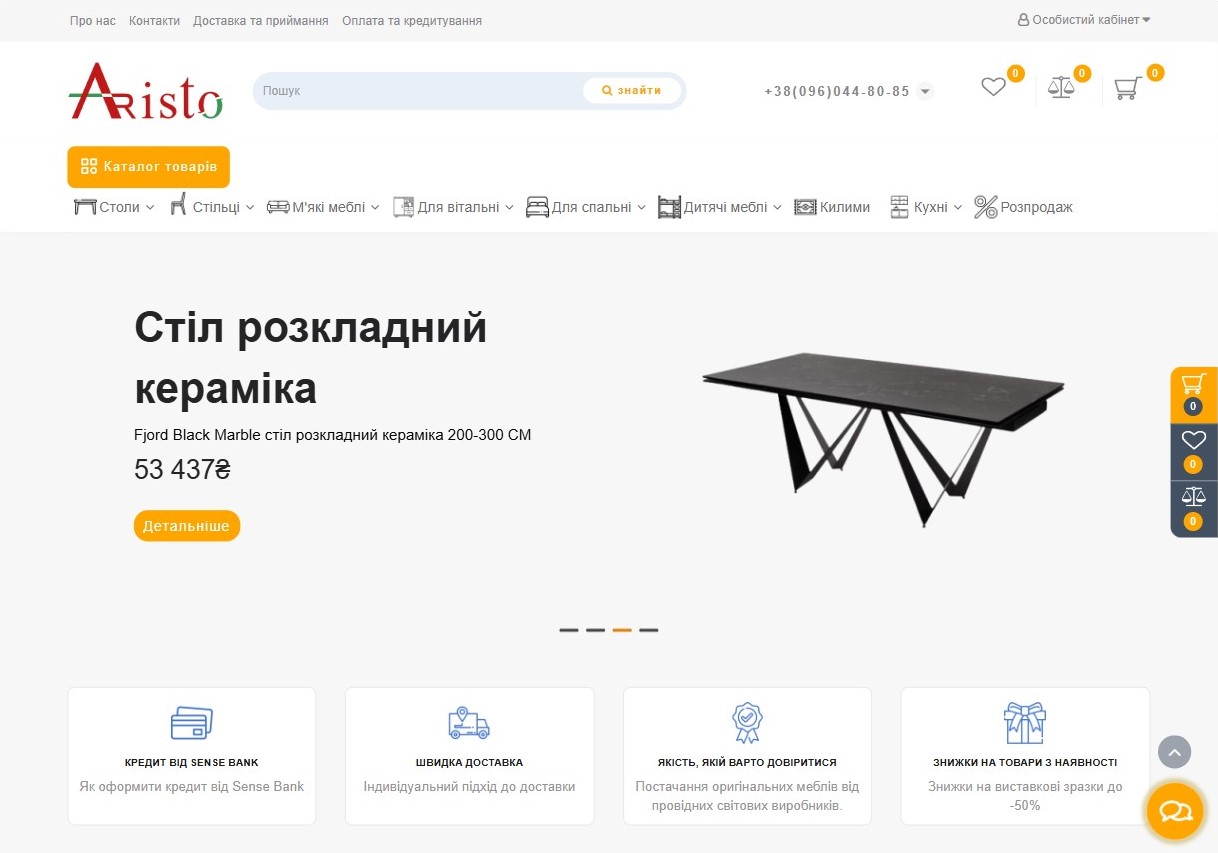 Про нас Контакти Доставка та приймання Оплата та кредитування Особистий кабінет
Aristo
Пошук знайти +38(096)044-80-85 0 0 0
Каталог товарів
Столи Стільці М'які меблі Для вітальні Для спальні Дитячі меблі Килими Кухні Розпродаж
Стіл розкладний
кераміка
Fjord Black Marble стіл розкладний кераміка 200-300 CM
53 437₴
Детальніше
0
0
0
КРЕДИТ ВІД SENSE BANK
Як оформити кредит від Sense Bank
ШВИДКА ДОСТАВКА
Індивідуальний підхід до доставки
ЯКІСТЬ, ЯКІЙ ВАРТО ДОВІРИТИСЯ
Постачання оригінальних меблів від
провідних світових виробників.
ЗНИЖКИ НА ТОВАРИ З НАЯВНОСТІ
Знижки на виставкові зразки до
-50%